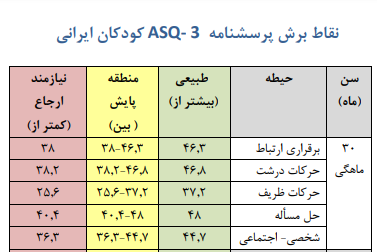 نقاط برش پرسشنامه ASQ- 3 کودکان ایرانی
سن (ماه) حیطه طبیعی (بیشتر از) منطقه پایش (بین) نیازمند ارجاع (کمتر از)
۳۰ ماهگی برقراری ارتباط ۴۶,۳ ۳۸-۴۶,۳ ۳۸
حرکات درشت ۴۶,۸ ۳۸,۲-۴۶,۸ ۳۸,۲
حرکات ظریف ۳۷,۲ ۲۵,۶-۳۷,۲ ۲۵,۶
حل مسأله ۴۸ ۴۰,۴-۴۸ ۴۰,۴
شخصی- اجتماعی ۴۴,۷ ۳۶,۳-۴۴,۷ ۳۶,۳